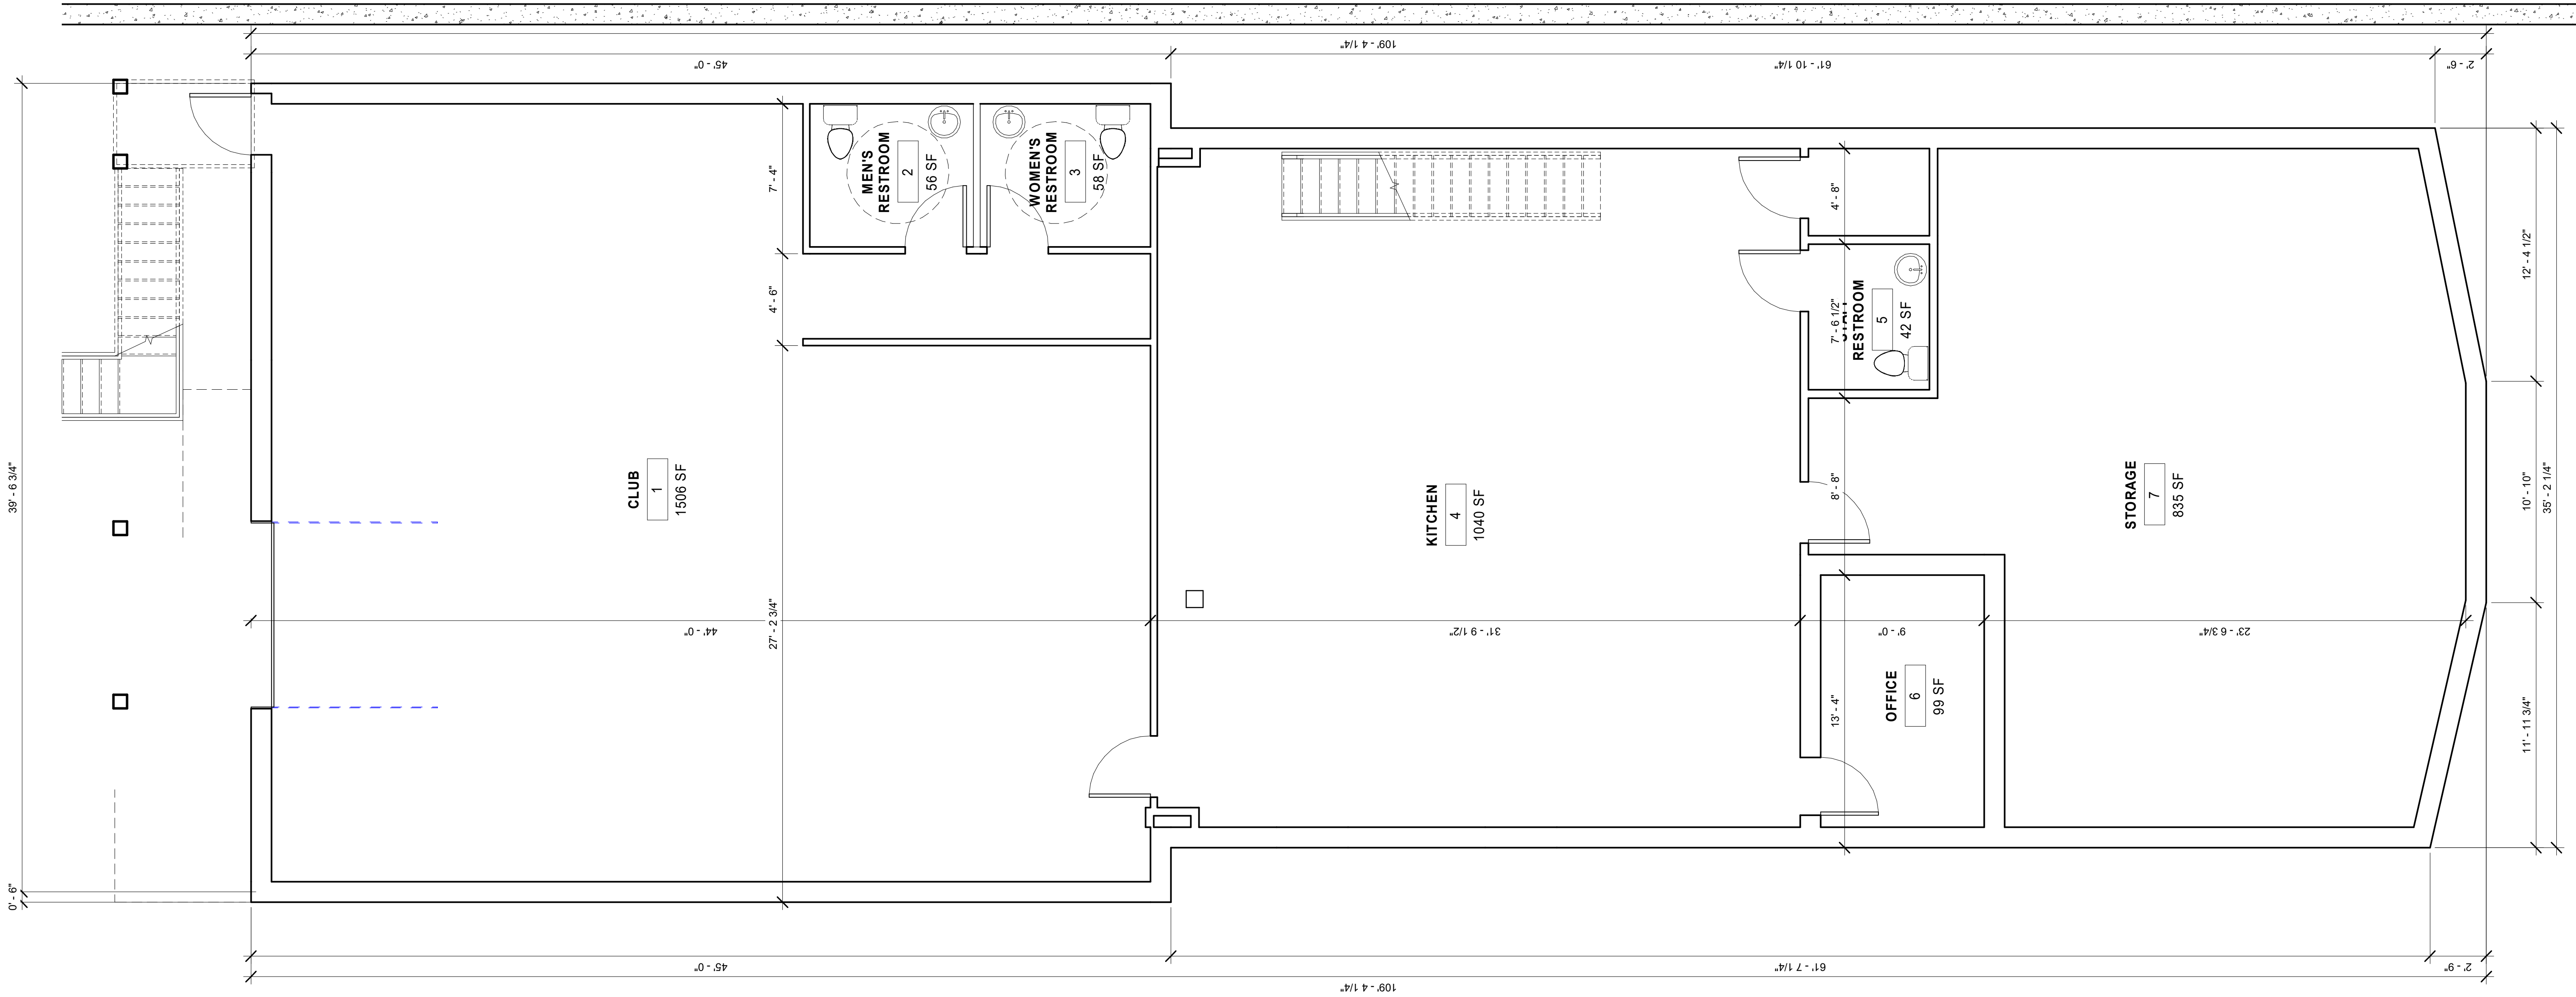 109' - 4 1/4"
45' - 0"
61' - 10 1/4"
2' - 6"
39' - 6 3/4"
0' - 6"
CLUB
1
1506 SF
7' - 4"
4' - 6"
27' - 2 3/4"
MEN'S
RESTROOM
2
56 SF
WOMEN'S
RESTROOM
3
58 SF
KITCHEN
4
1040 SF
4' - 8"
7' - 6 1/2"
8' - 8"
13' - 4"
RESTROOM
5
42 SF
OFFICE
6
99 SF
STORAGE
7
835 SF
44' - 0"
31' - 9 1/2"
9' - 0"
23' - 6 3/4"
12' - 4 1/2"
10' - 10"
35' - 2 1/4"
11' - 11 3/4"
45' - 0"
61' - 7 1/4"
2' - 9"
109' - 4 1/4"